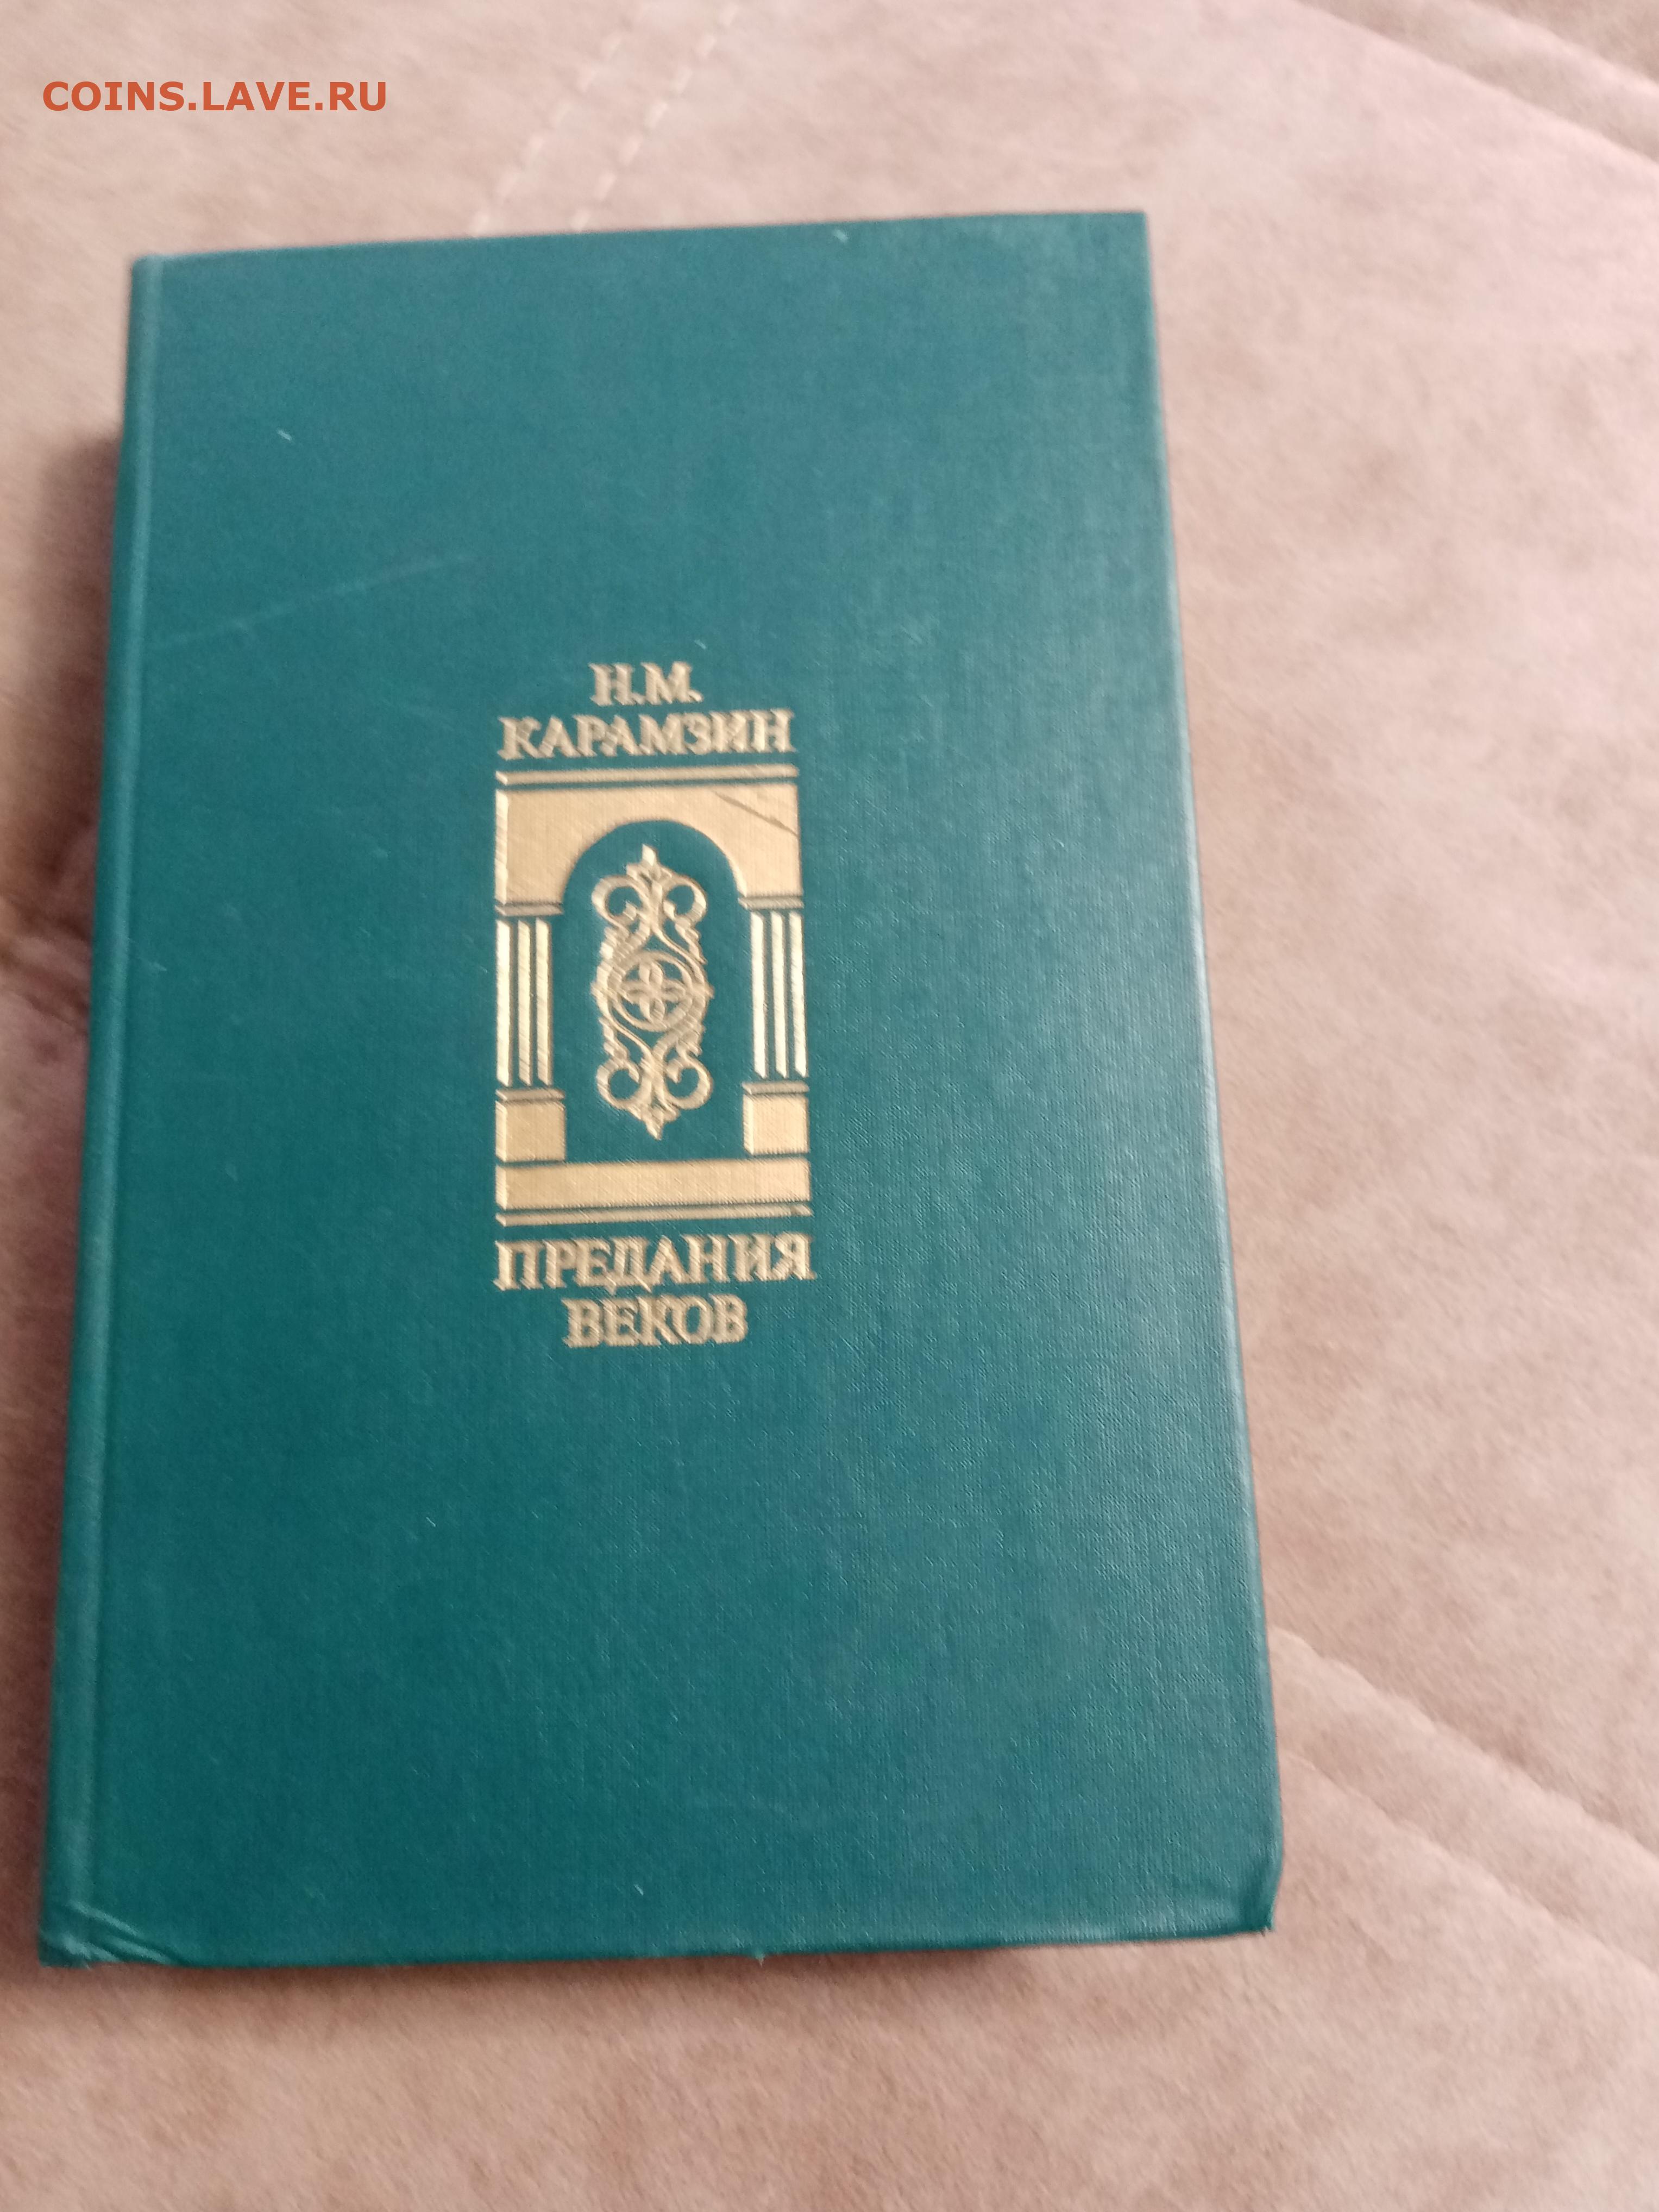 COINS.LAVE.RU
Н.М.
КАРАМЗИН
ПРЕДАНИЯ
ВЕКОВ